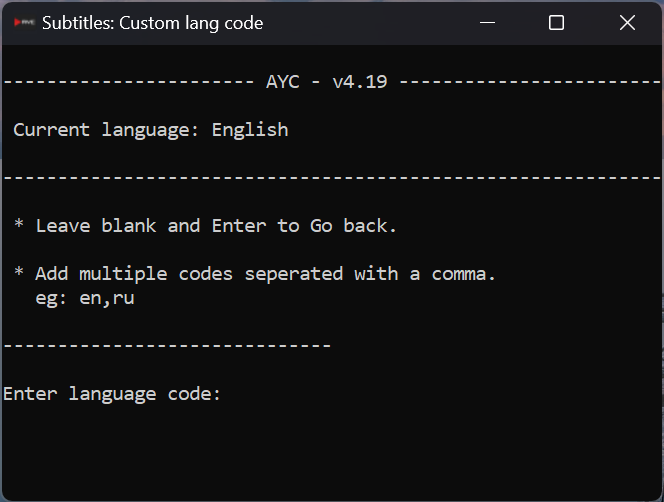 Subtitles: Custom lang code
----------------------- AYC - v4.19 ------------------------
Current language: English
------------------------------------------------------------
* Leave blank and Enter to Go back.
* Add multiple codes seperated with a comma.
eg: en,ru
------------------------------
Enter language code: